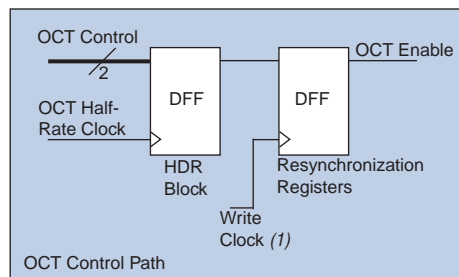 OCT Control
2
OCT Enable
DFF
DFF
OCT Half-
Rate Clock
HDR
Block
Resynchronization
Registers
Write
Clock (1)
OCT Control Path